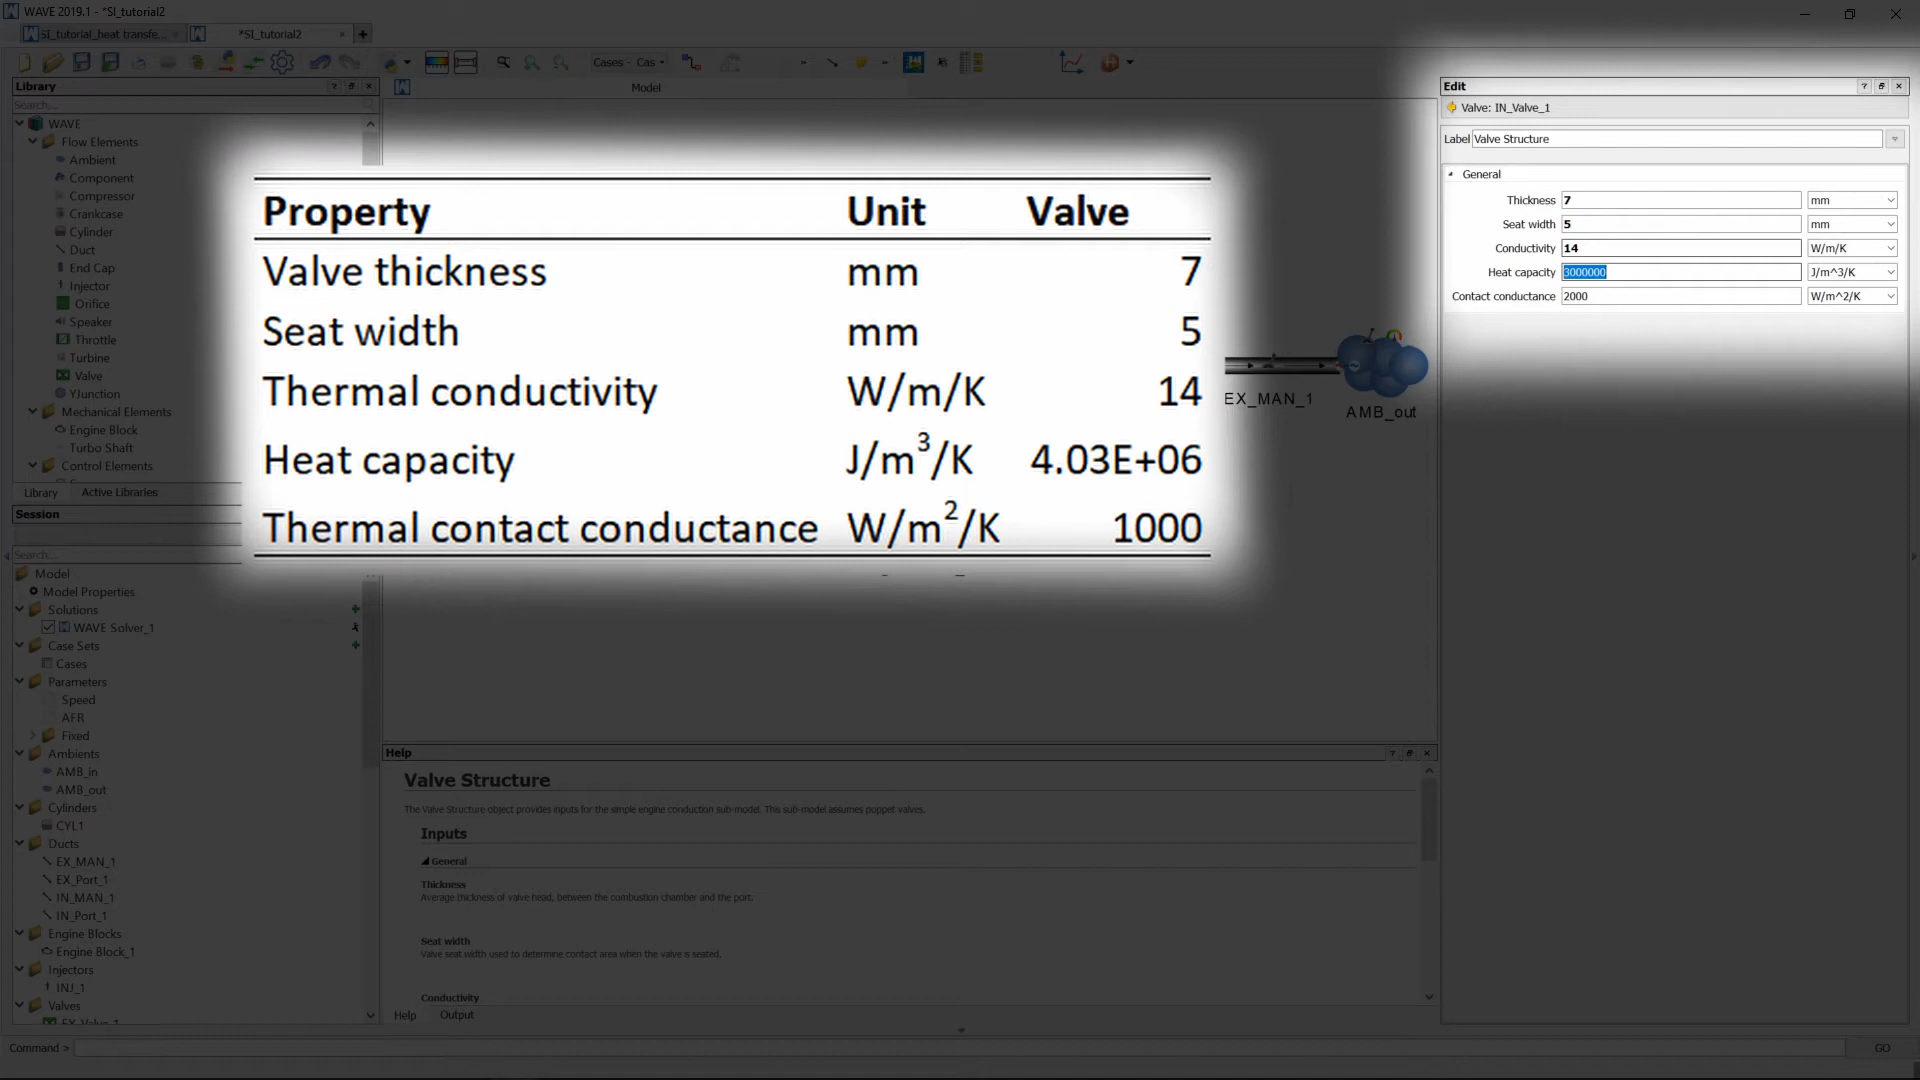 WAVE 2019.1 - *SI_tutorial2
SI_tutorial_heat transfe...
*SI_tutorial2
Cases - Cas
Library
Search...
WAVE
Flow Elements
Ambient
Component
Compressor
Crankcase
Cylinder
Duct
End Cap
Injector
Orifice
Speaker
Throttle
Turbine
Valve
YJunction
Mechanical Elements
Engine Block
Turbo Shaft
Control Elements
Library
Active Libraries
Session
Search...
Model
Model Properties
Solutions
WAVE Solver_1
Case Sets
Cases
Parameters
Speed
AFR
Fixed
Ambients
AMB_in
AMB_out
Cylinders
CYL1
Ducts
EX_MAN_1
EX_Port_1
IN_MAN_1
IN_Port_1
Engine Blocks
Engine Block_1
Injectors
INJ_1
Valves
EX_Valve_1
Model
Property Unit Valve
Valve thickness mm 7
Seat width mm 5
Thermal conductivity W/m/K 14
Heat capacity J/m³/K 4.03E+06
Thermal contact conductance W/m²/K 1000
EX_MAN_1
AMB_out
Help
Valve Structure
The Valve Structure object provides inputs for the simple engine conduction sub-model. This sub-model assumes poppet valves.
Inputs
General
Thickness
Average thickness of valve head, between the combustion chamber and the port.
Seat width
Valve seat width used to determine contact area when the valve is seated.
Conductivity
Help
Output
Edit
Valve: IN_Valve_1
Label Valve Structure
General
Thickness 7 mm
Seat width 5 mm
Conductivity 14 W/m/K
Heat capacity 3000000 J/m^3/K
Contact conductance 2000 W/m^2/K
Command >
GO